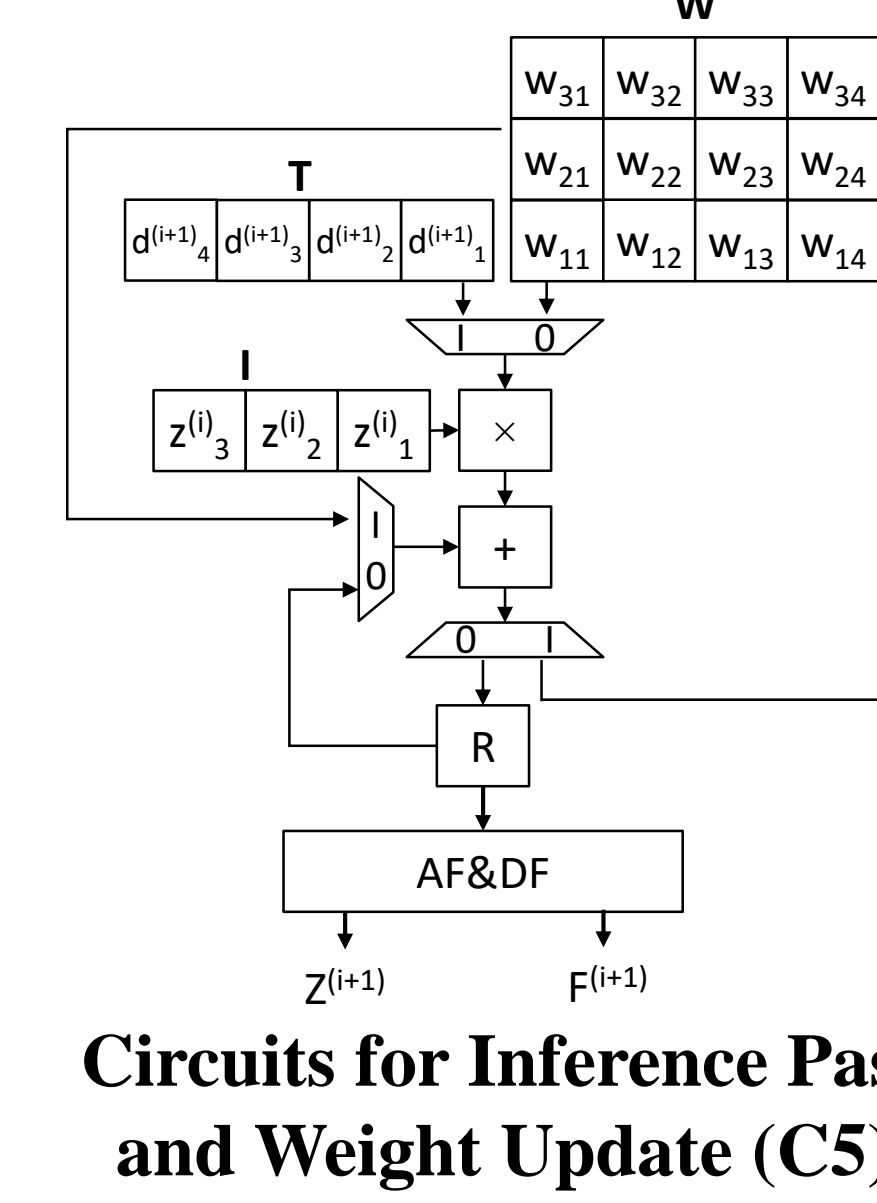 W
w31 w32 w33 w34
w21 w22 w23 w24
w11 w12 w13 w14
T
d(i+1)4 d(i+1)3 d(i+1)2 d(i+1)1
I 0
I
z(i)3 z(i)2 z(i)1
×
I
0
+
0 I
R
AF&DF
Z(i+1) F(i+1)
Circuits for Inference Pas
and Weight Update (C5)